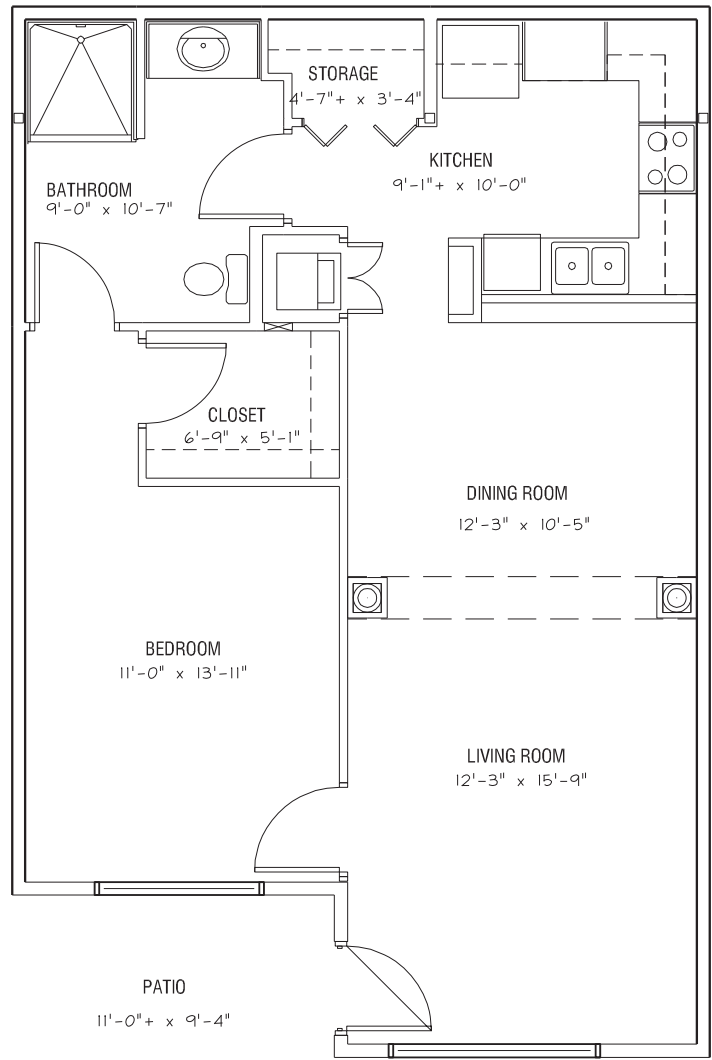 STORAGE
4'-7"+ x 3'-4"
KITCHEN
9'-1"+ x 10'-0"
BATHROOM
9'-0" x 10'-7"
CLOSET
6'-9" x 5'-1"
DINING ROOM
12'-3" x 10'-5"
BEDROOM
11'-0" x 13'-11"
LIVING ROOM
12'-3" x 15'-9"
PATIO
11'-0"+ x 9'-4"